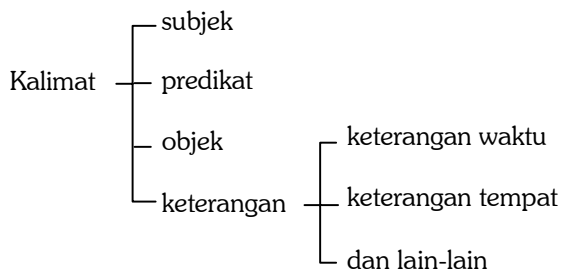 subjek
Kalimat
predikat
objek
keterangan waktu
keterangan
keterangan tempat
dan lain-lain